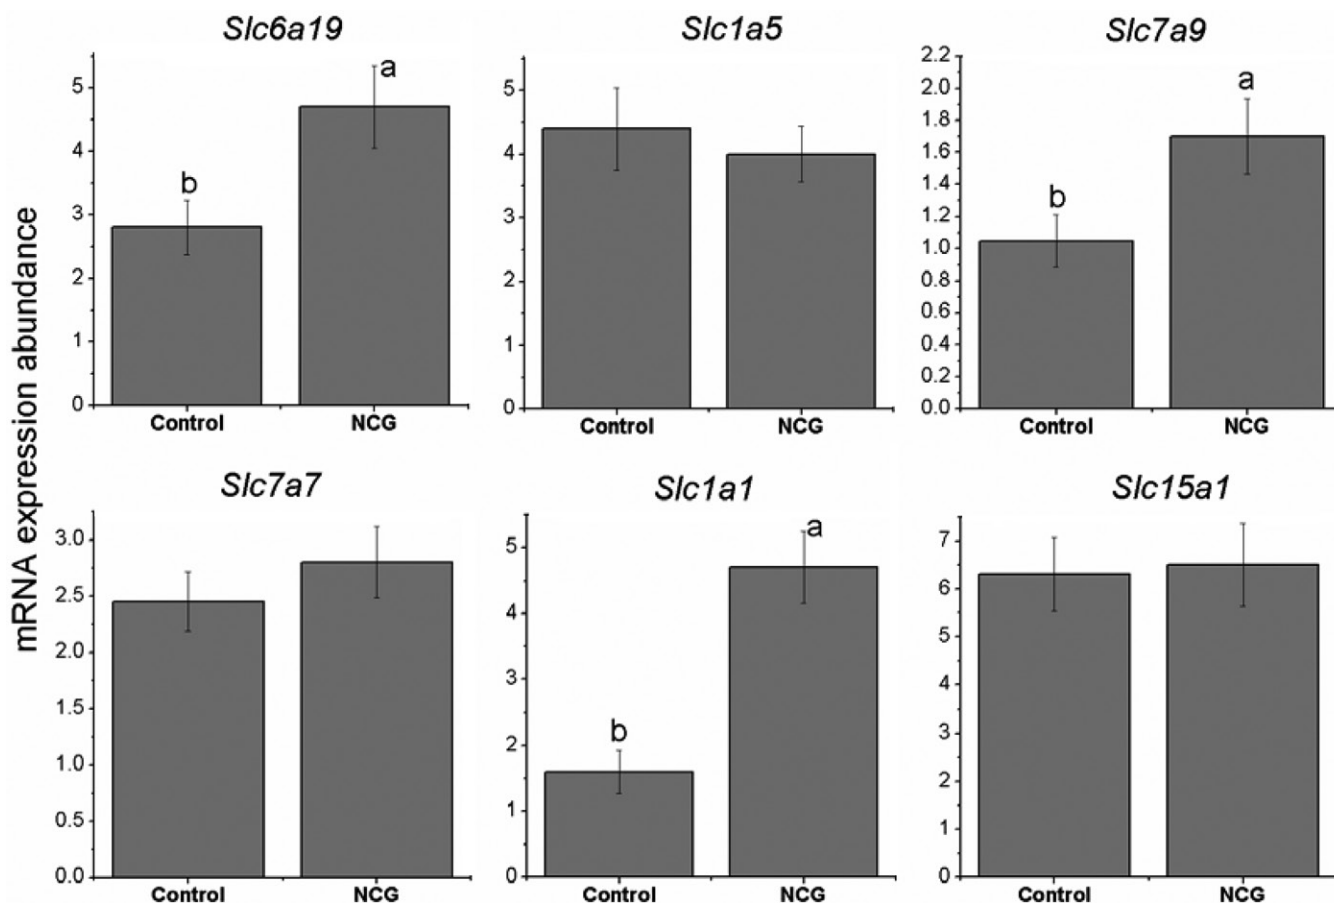 Slc6a19
5
4
3
2
1
0
b
a
Control NCG
Slc1a5
5
4
3
2
1
0
Control NCG
Slc7a9
2.2
2.0
1.8
1.6
1.4
1.2
1.0
0.8
0.6
0.4
0.2
0.0
b
a
Control NCG
mRNA expression abundance
Slc7a7
3.0
2.5
2.0
1.5
1.0
0.5
0.0
Control NCG
Slc1a1
5
4
3
2
1
0
b
a
Control NCG
Slc15a1
7
6
5
4
3
2
1
0
Control NCG